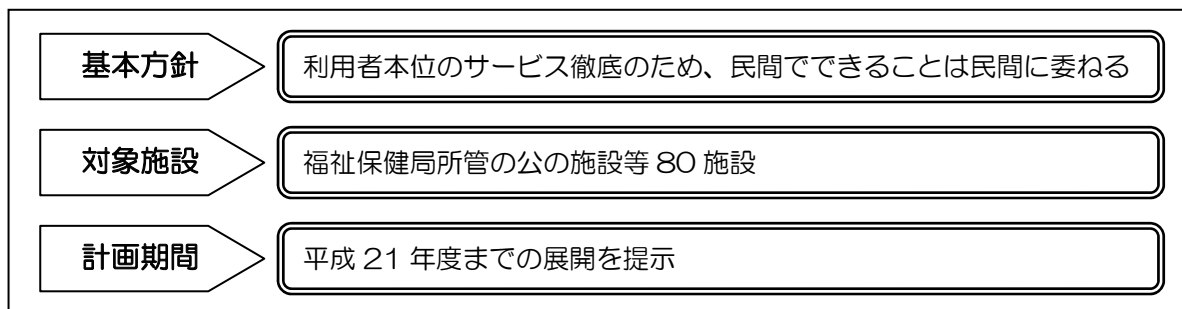 基本方針
利用者本位のサービス徹底のため、民間でできることは民間に委ねる
対象施設
福祉保健局所管の公の施設等 80 施設
計画期間
平成 21 年度までの展開を提示